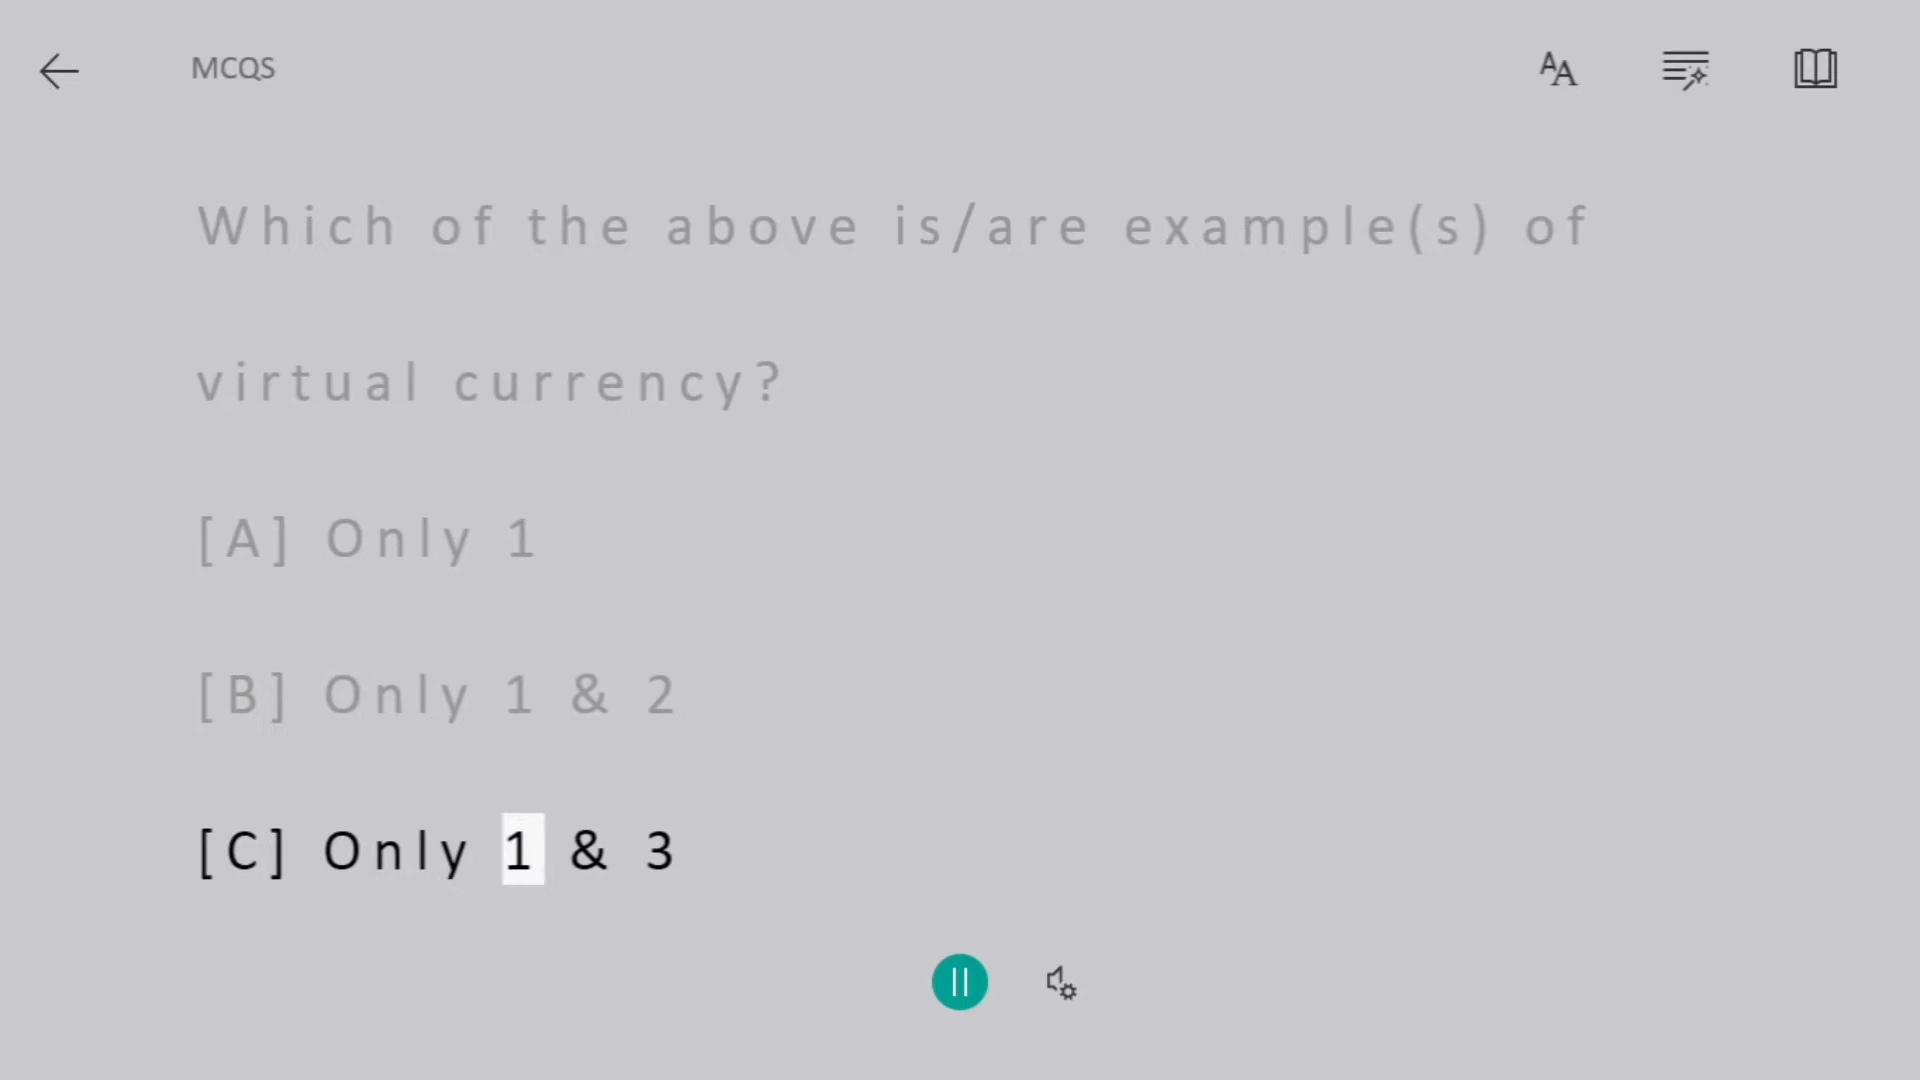 MCQS
Which of the above is/are example(s) of
virtual currency?
[A] Only 1
[B] Only 1 & 2
[C] Only 1 & 3